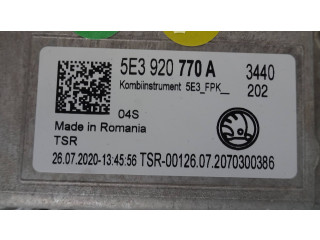 5E3 920 770 A 3440
Kombiinstrument 5E3_FPK_ 202
04S
Made in Romania
TSR
26.07.2020-13:45:56 TSR-00126.07.2070300386